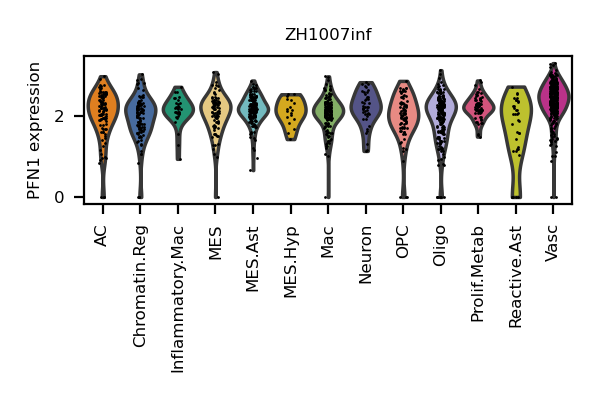 ZH1007inf
PFN1 expression
2
0
AC
Chromatin.Reg
Inflammatory.Mac
MES
MES.Ast
MES.Hyp
Mac
Neuron
OPC
Oligo
Prolif.Metab
Reactive.Ast
Vasc